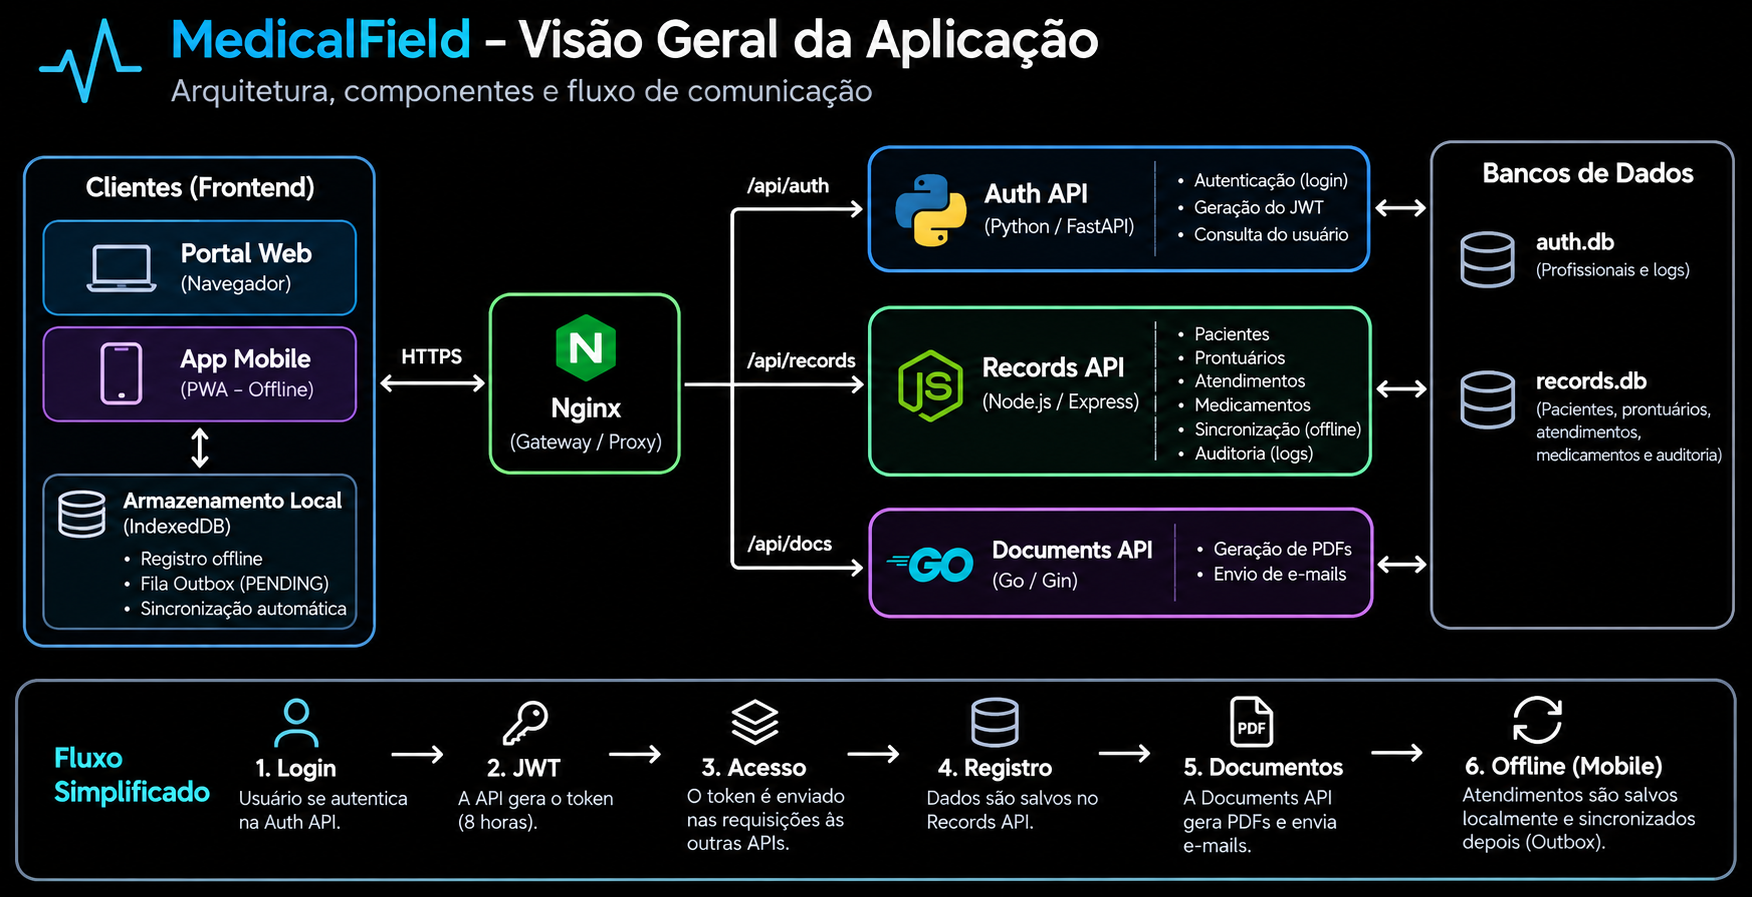 MedicalField – Visão Geral da Aplicação
Arquitetura, componentes e fluxo de comunicação
Clientes (Frontend)
Portal Web
(Navegador)
App Mobile
(PWA – Offline)
Armazenamento Local
(IndexedDB)
• Registro offline
• Fila Outbox (PENDING)
• Sincronização automática
HTTPS
N
Nginx
(Gateway / Proxy)
/api/auth
/api/records
/api/docs
Auth API
(Python / FastAPI)
• Autenticação (login)
• Geração do JWT
• Consulta do usuário
JS
Records API
(Node.js / Express)
• Pacientes
• Prontuários
• Atendimentos
• Medicamentos
• Sincronização (offline)
• Auditoria (logs)
GO
Documents API
(Go / Gin)
• Geração de PDFs
• Envio de e-mails
Bancos de Dados
auth.db
(Profissionais e logs)
records.db
(Pacientes, prontuários,
atendimentos,
medicamentos e auditoria)
Fluxo
Simplificado
1. Login
Usuário se autentica
na Auth API.
2. JWT
A API gera o token
(8 horas).
3. Acesso
O token é enviado
nas requisições às
outras APIs.
4. Registro
Dados são salvos no
Records API.
PDF
5. Documentos
A Documents API
gera PDFs e envia
e-mails.
6. Offline (Mobile)
Atendimentos são salvos
localmente e sincronizados
depois (Outbox).